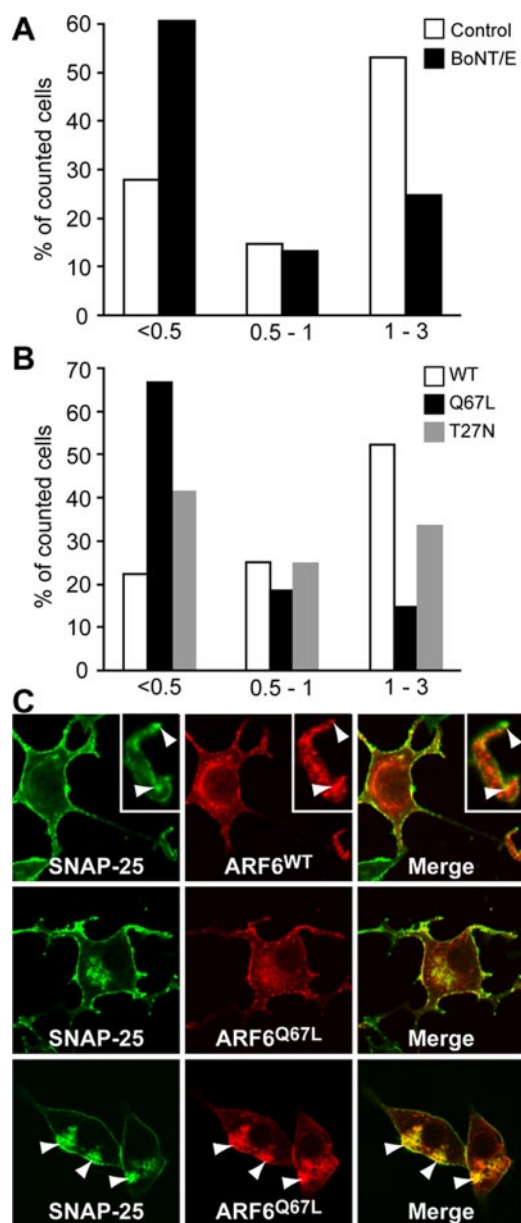 A
60
50
40
30
20
10
0
% of counted cells
Control
BoNT/E
<0.5
0.5 - 1
1 - 3
B
70
60
50
40
30
20
10
0
% of counted cells
WT
Q67L
T27N
<0.5
0.5 - 1
1 - 3
C
SNAP-25
ARF6WT
Merge
SNAP-25
ARF6Q67L
Merge
SNAP-25
ARF6Q67L
Merge